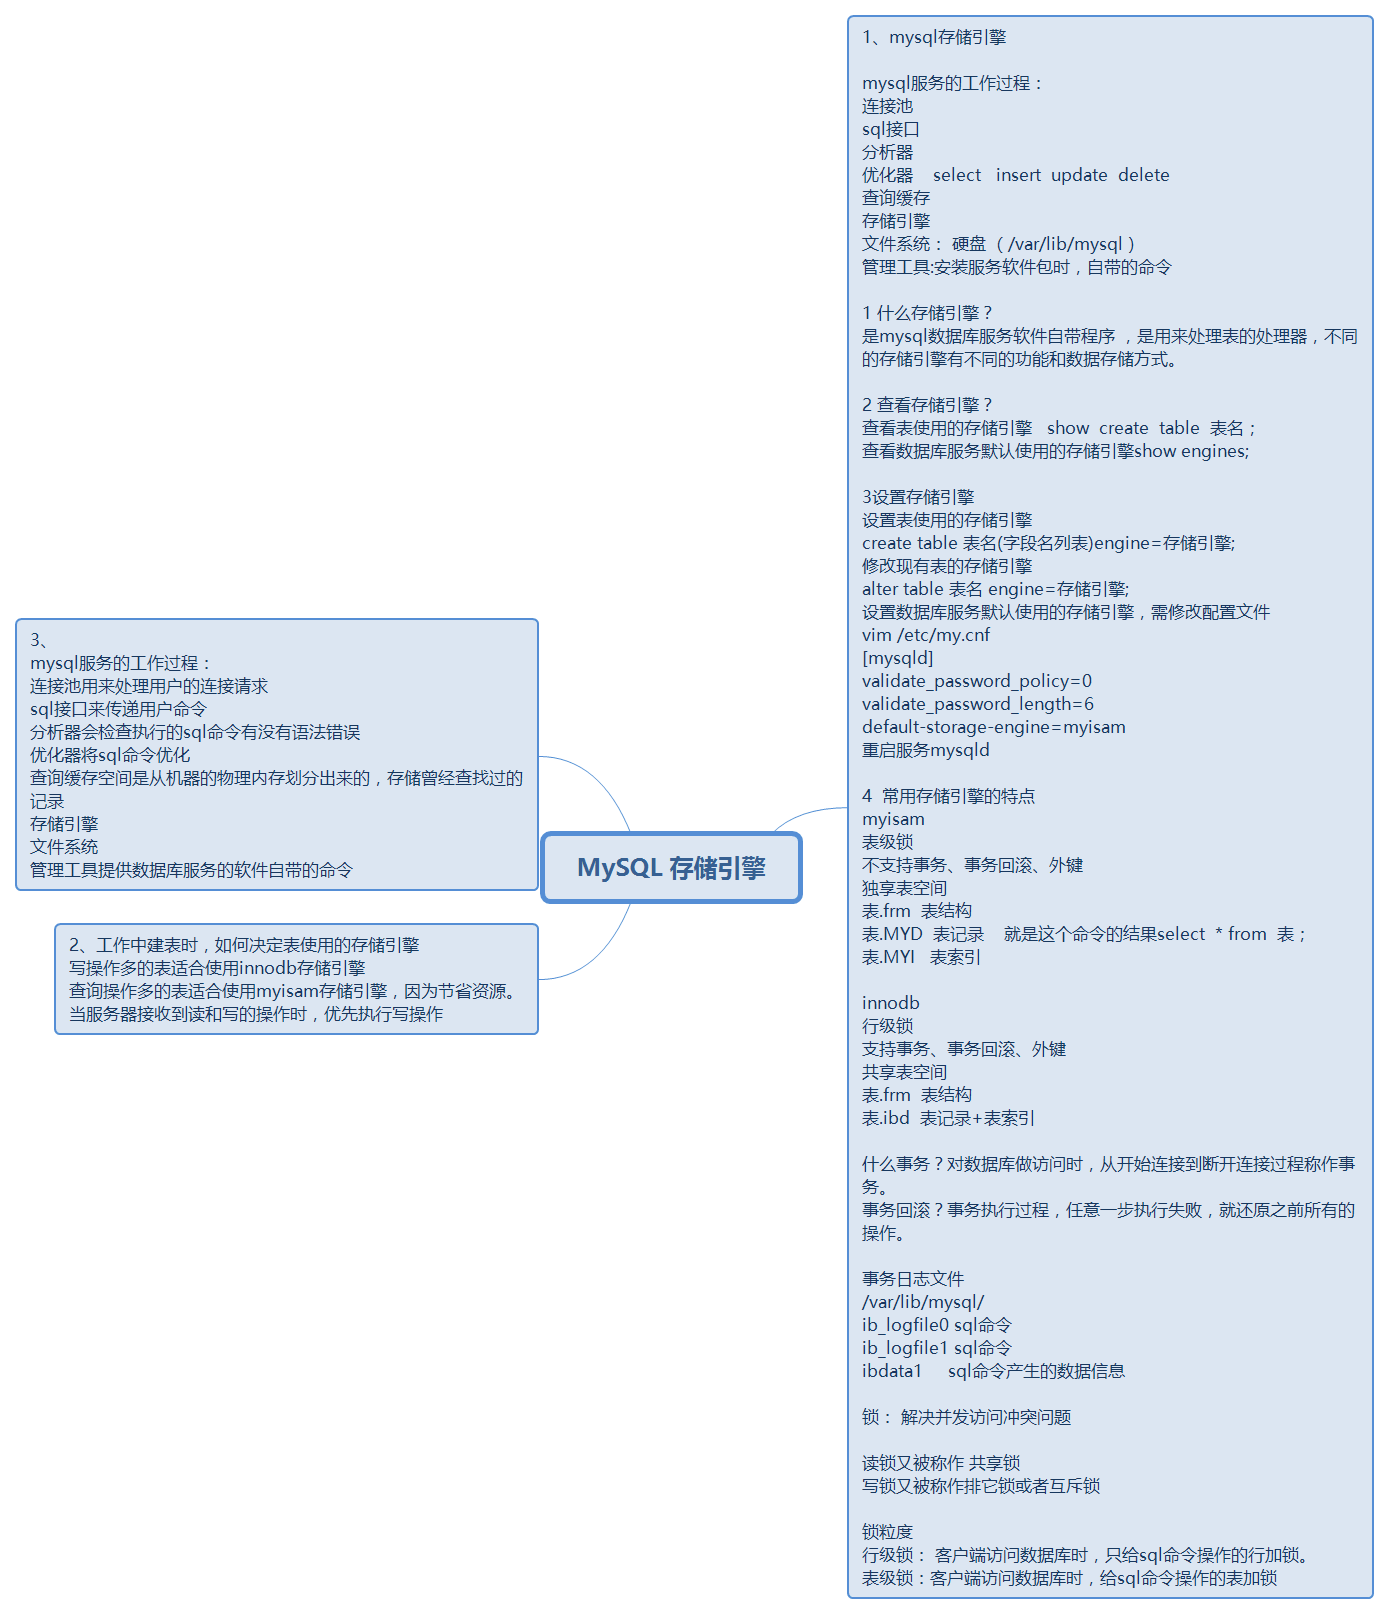 1、mysql存储引擎
mysql服务的工作过程：
连接池
sql接口
分析器
优化器    select   insert  update  delete
查询缓存
存储引擎
文件系统： 硬盘 （ /var/lib/mysql ）
管理工具:安装服务软件包时，自带的命令
1 什么存储引擎？
是mysql数据库服务软件自带程序 ，是用来处理表的处理器，不同
的存储引擎有不同的功能和数据存储方式。
2 查看存储引擎？
查看表使用的存储引擎   show  create  table  表名；
查看数据库服务默认使用的存储引擎show engines;
3设置存储引擎
设置表使用的存储引擎
create table 表名(字段名列表)engine=存储引擎;
修改现有表的存储引擎
alter table 表名 engine=存储引擎;
设置数据库服务默认使用的存储引擎，需修改配置文件
vim /etc/my.cnf
[mysqld]
validate_password_policy=0
validate_password_length=6
default-storage-engine=myisam
重启服务mysqld
4  常用存储引擎的特点
myisam
表级锁
不支持事务、事务回滚、外键
独享表空间
表.frm  表结构
表.MYD  表记录    就是这个命令的结果select  * from  表；
表.MYI   表索引
innodb
行级锁
支持事务、事务回滚、外键
共享表空间
表.frm  表结构
表.ibd  表记录+表索引
什么事务？对数据库做访问时，从开始连接到断开连接过程称作事
务。
事务回滚？事务执行过程，任意一步执行失败，就还原之前所有的
操作。
事务日志文件
/var/lib/mysql/
ib_logfile0 sql命令
ib_logfile1 sql命令
ibdata1     sql命令产生的数据信息
锁： 解决并发访问冲突问题
读锁又被称作 共享锁
写锁又被称作排它锁或者互斥锁
锁粒度
行级锁： 客户端访问数据库时，只给sql命令操作的行加锁。
表级锁：客户端访问数据库时，给sql命令操作的表加锁
3、
mysql服务的工作过程：
连接池用来处理用户的连接请求
sql接口来传递用户命令
分析器会检查执行的sql命令有没有语法错误
优化器将sql命令优化
查询缓存空间是从机器的物理内存划分出来的，存储曾经查找过的
记录
存储引擎
文件系统
管理工具提供数据库服务的软件自带的命令
MySQL 存储引擎
2、工作中建表时，如何决定表使用的存储引擎
写操作多的表适合使用innodb存储引擎
查询操作多的表适合使用myisam存储引擎，因为节省资源。
当服务器接收到读和写的操作时，优先执行写操作